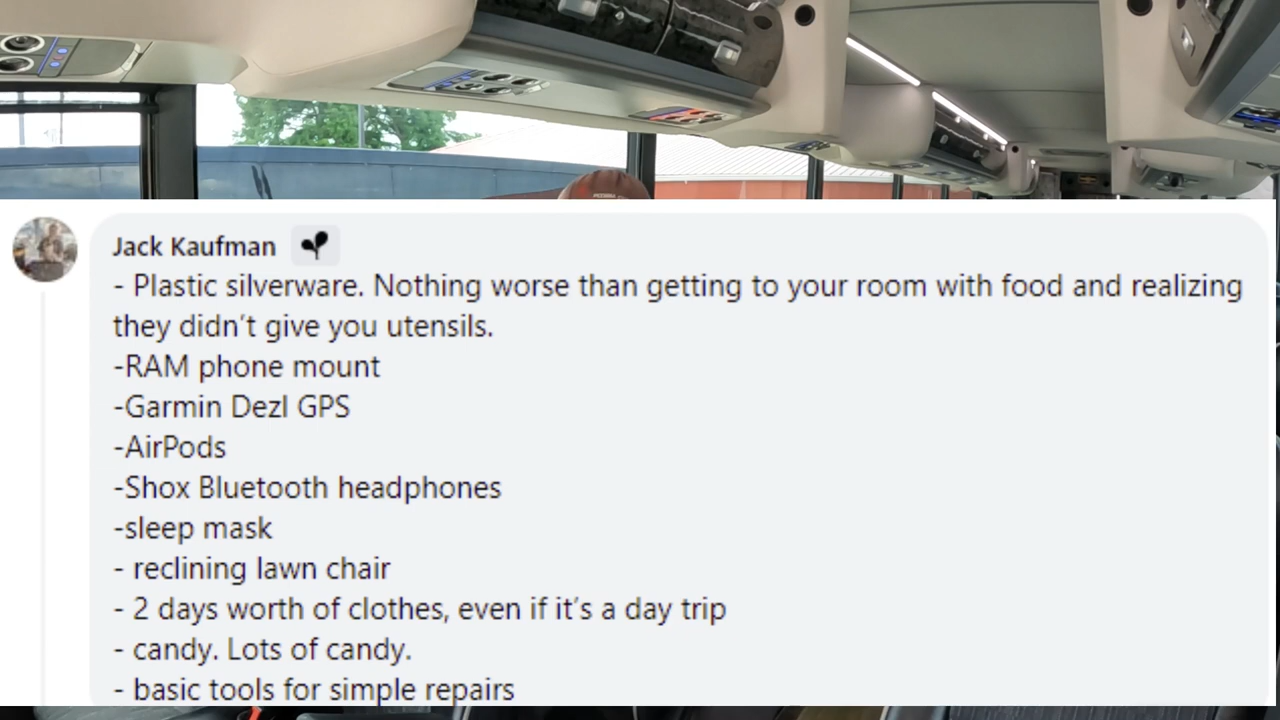 Jack Kaufman
- Plastic silverware. Nothing worse than getting to your room with food and realizing
they didn't give you utensils.
-RAM phone mount
-Garmin Dezl GPS
-AirPods
-Shox Bluetooth headphones
-sleep mask
- reclining lawn chair
- 2 days worth of clothes, even if it's a day trip
- candy. Lots of candy.
- basic tools for simple repairs